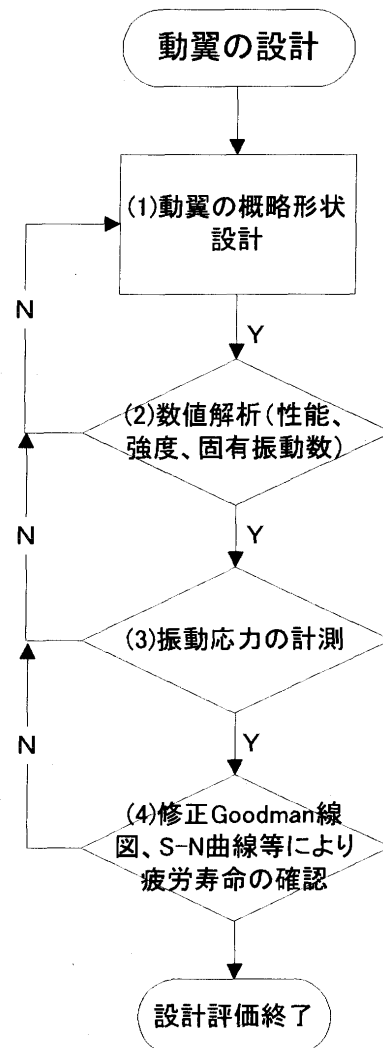 動翼の設計
(1)動翼の概略形状
設計
N
Y
(2)数値解析(性能、
強度、固有振動数)
N
Y
(3)振動応力の計測
N
Y
(4)修正Goodman線
図、S-N曲線等により
疲労寿命の確認
設計評価終了